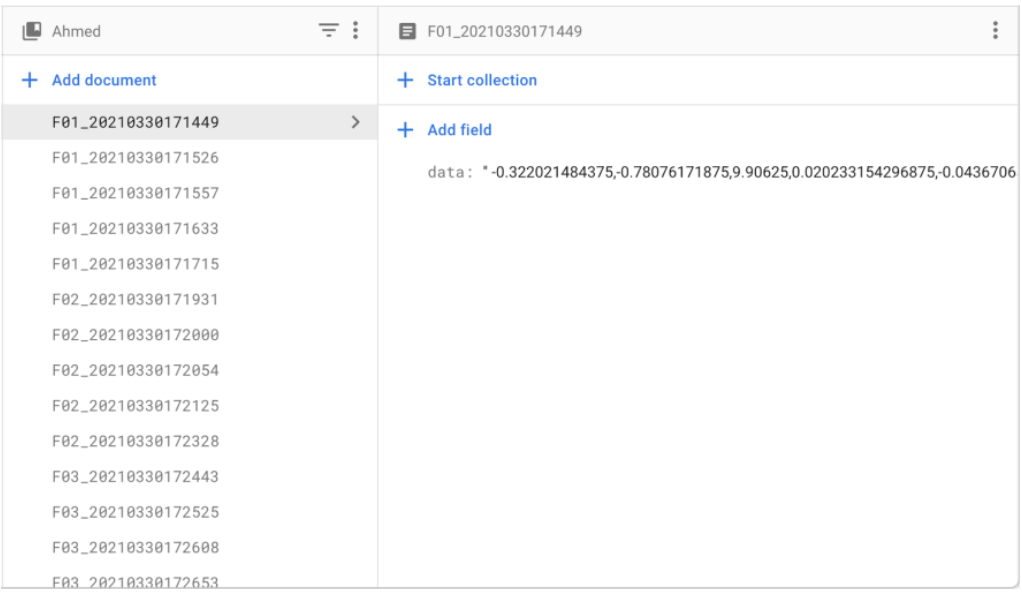 Ahmed
Add document
F01_20210330171449
F01_20210330171526
F01_20210330171557
F01_20210330171633
F01_20210330171715
F02_20210330171931
F02_20210330172000
F02_20210330172054
F02_20210330172125
F02_20210330172328
F03_20210330172443
F03_20210330172525
F03_20210330172608
F03_20210330172653
F01_20210330171449
Start collection
Add field
data: "-0.322021484375,-0.78076171875,9.90625,0.020233154296875,-0.0436706